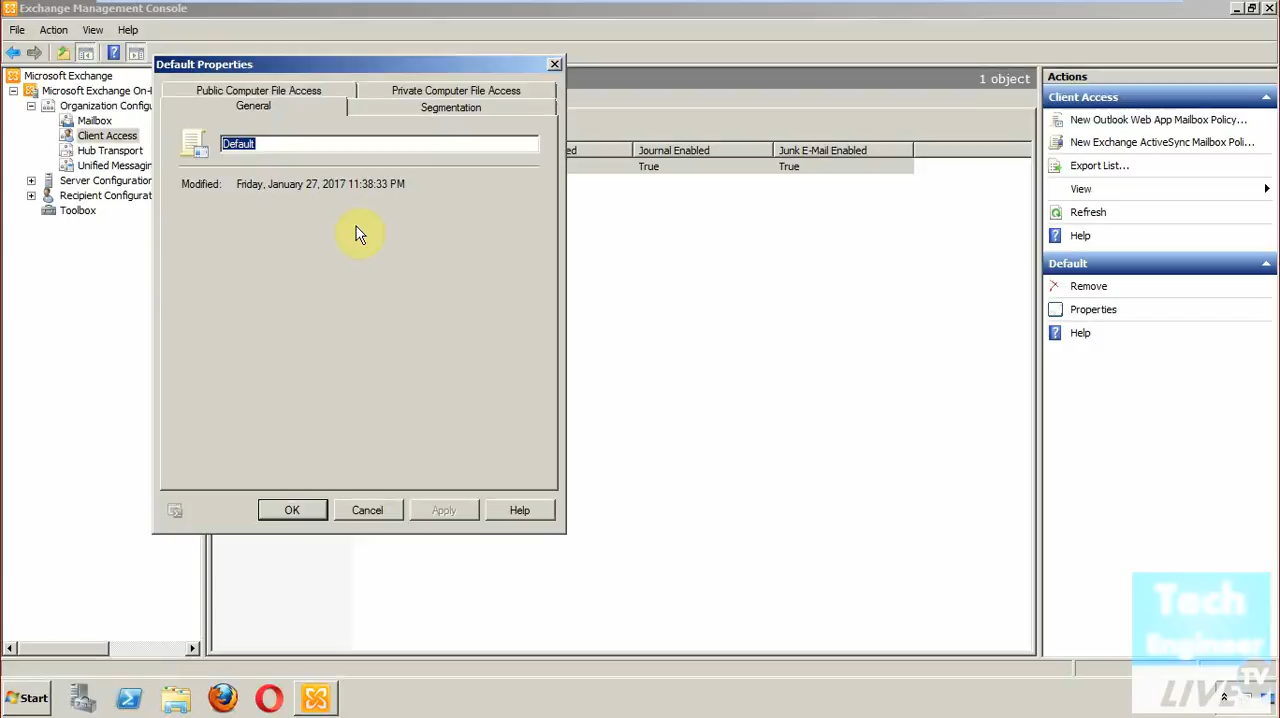 Exchange Management Console
File Action View Help
Microsoft Exchange
Microsoft Exchange On-
Organization Configu
Mailbox
Client Access
Hub Transport
Unified Messagin
Server Configuration
Recipient Configurat
Toolbox
Default Properties
Public Computer File Access
Private Computer File Access
General
Segmentation
Default
Modified: Friday, January 27, 2017 11:38:33 PM
OK
Cancel
Apply
Help
1 object
ed
Journal Enabled
Junk E-Mail Enabled
True
True
Actions
Client Access
New Outlook Web App Mailbox Policy...
New Exchange ActiveSync Mailbox Poli...
Export List...
View
Refresh
Help
Default
Remove
Properties
Help
Tech
Engineer
TV
LIVE
Start